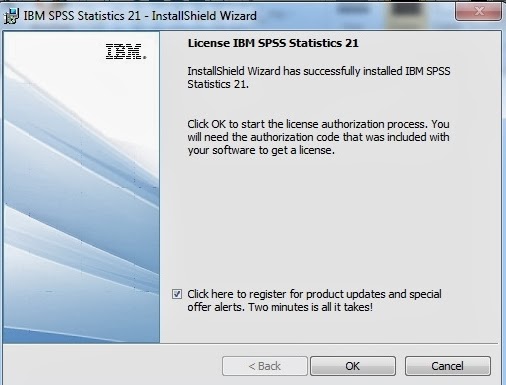 IBM SPSS Statistics 21 - InstallShield Wizard
IBM.
License IBM SPSS Statistics 21
InstallShield Wizard has successfully installed IBM SPSS
Statistics 21.
Click OK to start the license authorization process. You
will need the authorization code that was included with
your software to get a license.
Click here to register for product updates and special
offer alerts. Two minutes is all it takes!
< Back
OK
Cancel